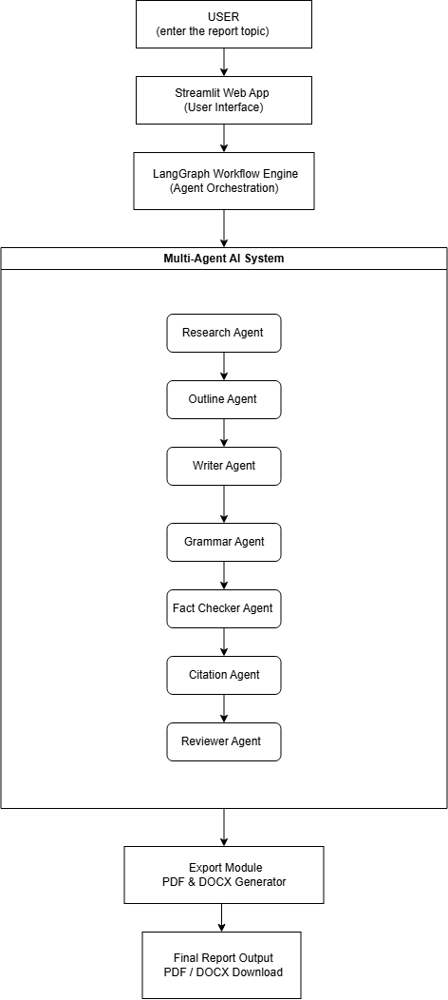 USER
(enter the report topic)
Streamlit Web App
(User Interface)
LangGraph Workflow Engine
(Agent Orchestration)
Multi-Agent AI System
Research Agent
Outline Agent
Writer Agent
Grammar Agent
Fact Checker Agent
Citation Agent
Reviewer Agent
Export Module
PDF & DOCX Generator
Final Report Output
PDF / DOCX Download